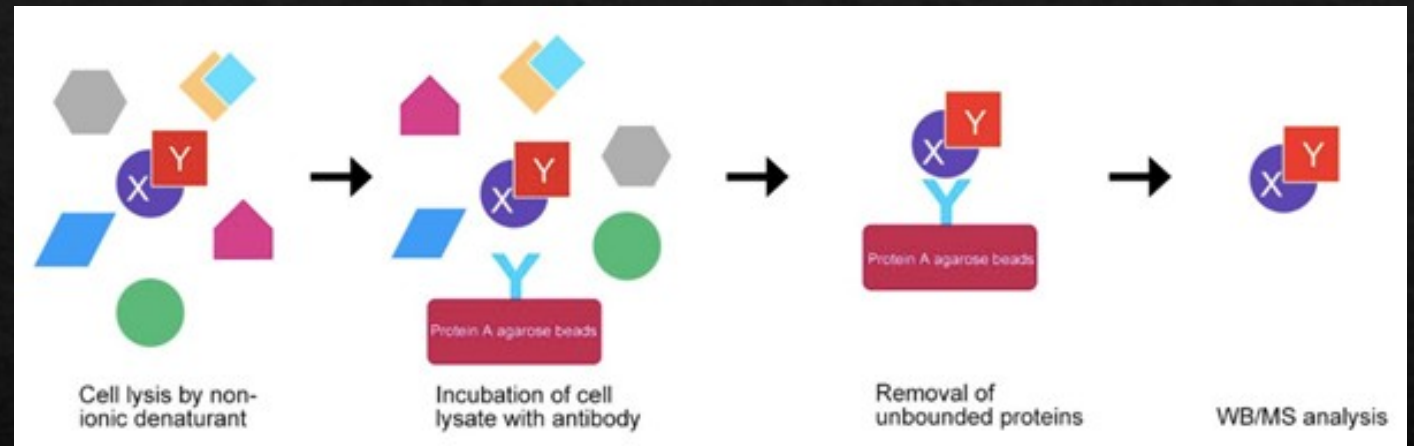 X
Y
Cell lysis by non-
ionic denaturant
X
Y
Protein A agarose beads
Incubation of cell
lysate with antibody
X
Y
Protein A agarose beads
Removal of
unbounded proteins
X
Y
WB/MS analysis